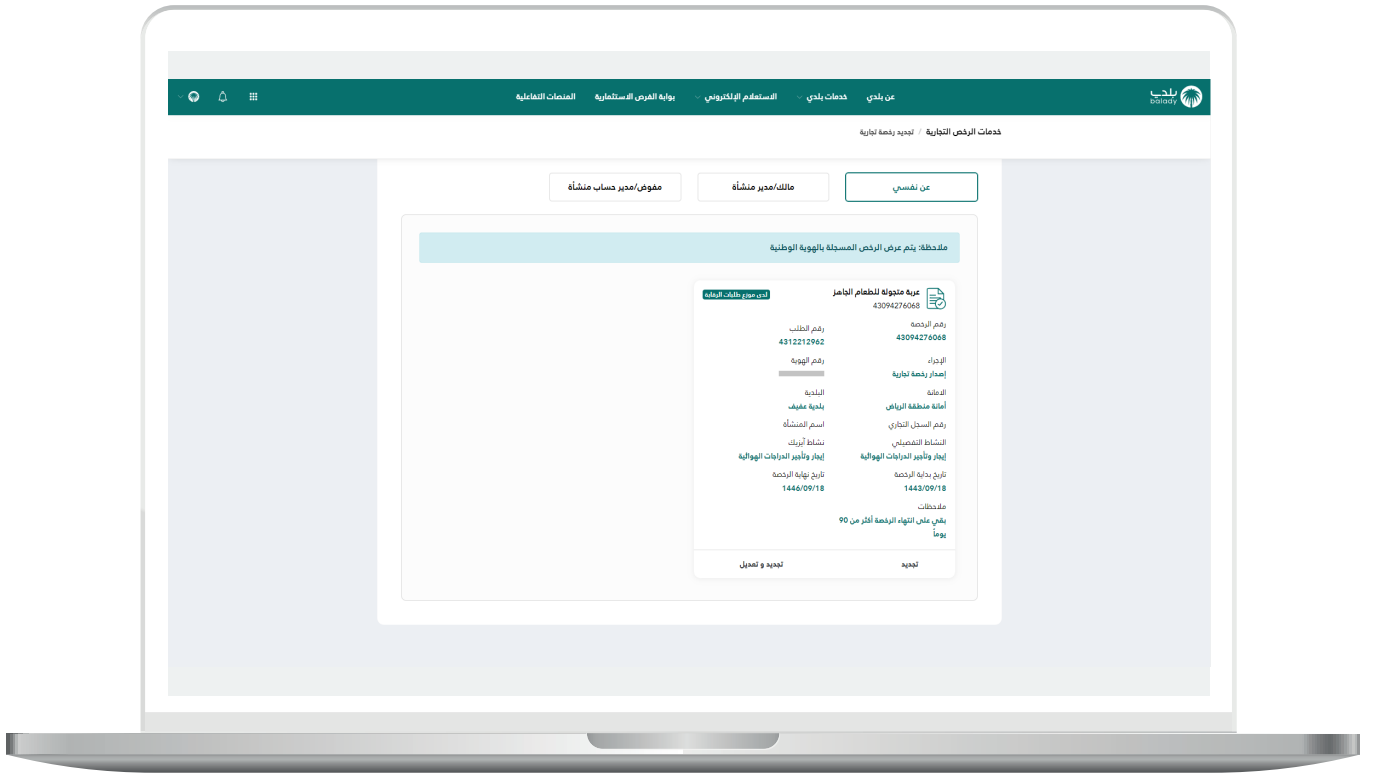 بلدي
balady
عن بلدي
خدمات بلدي
الاستعلام الإلكتروني
بوابة الفرص الاستثمارية
المنصات التفاعلية
خدمات الرخص التجارية / تجديد رخصة تجارية
عن نفسي
مالك/مدير منشأة
مفوض/مدير حساب منشأة
ملاحظة: يتم عرض الرخص المسجلة بالهوية الوطنية
عربة متجولة للطعام الجاهز
43094276068
لدى موزع طلبات الرقابة
رقم الرخصة
43094276068
رقم الطلب
4312212962
الإجراء
إصدار رخصة تجارية
رقم الهوية
الامانة
أمانة منطقة الرياض
البلدية
بلدية عفيف
رقم السجل التجاري
اسم المنشأة
النشاط التفصيلي
إيجار وتأجير الدراجات الهوائية
نشاط آيزيك
إيجار وتأجير الدراجات الهوائية
تاريخ بداية الرخصة
1443/09/18
تاريخ نهاية الرخصة
1446/09/18
ملاحظات
بقي على انتهاء الرخصة أكثر من 90
يوماً
تجديد
تجديد و تعديل